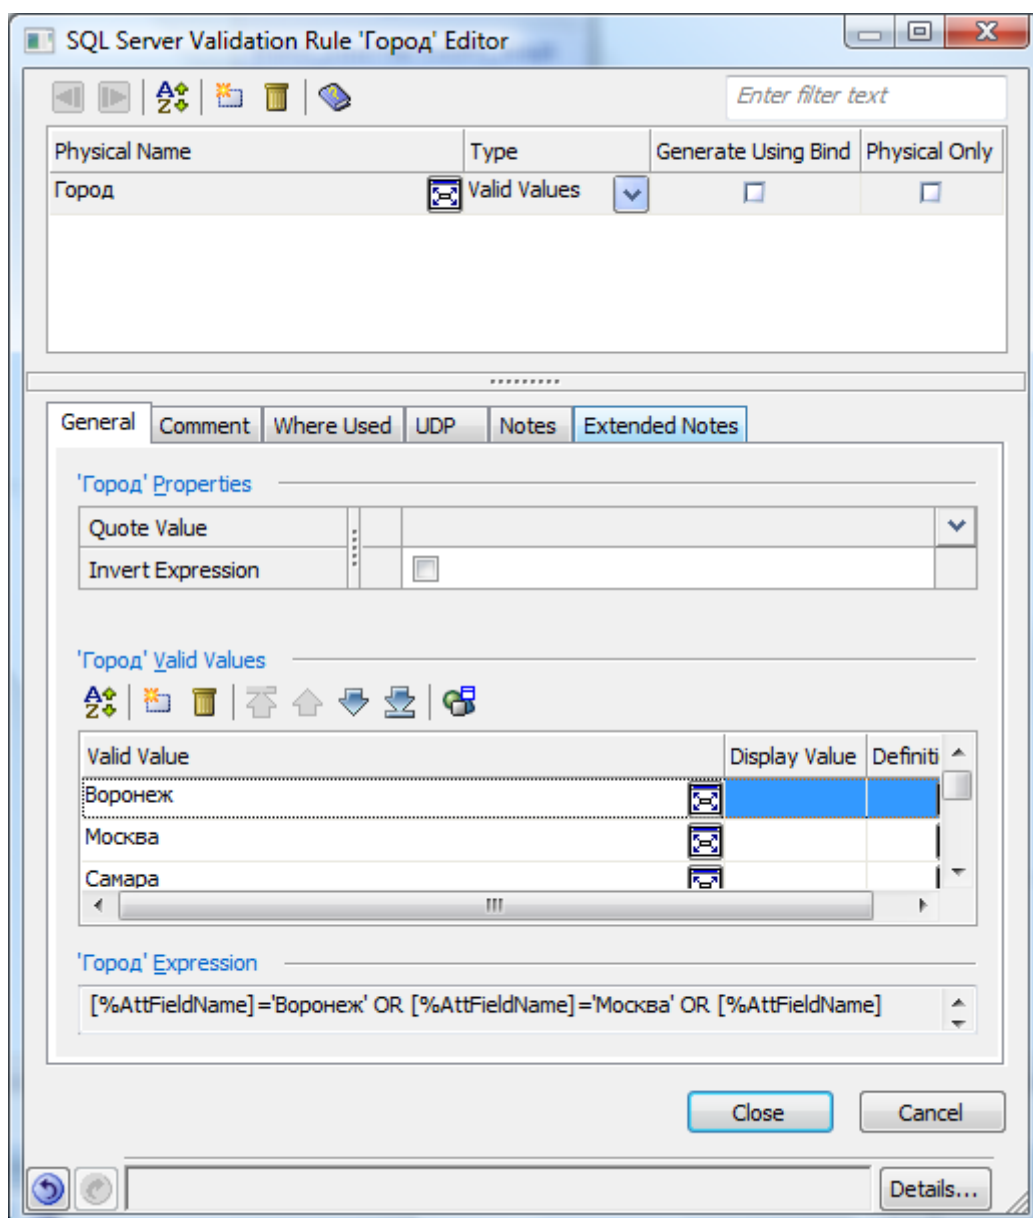 SQL Server Validation Rule 'Город' Editor
Enter filter text
Physical Name Type Generate Using Bind Physical Only
Город Valid Values
General Comment Where Used UDP Notes Extended Notes
'Город' Properties
Quote Value
Invert Expression
'Город' Valid Values
Valid Value Display Value Definiti
Воронеж
Москва
Самара
'Город' Expression
[%AttFieldName]='Воронеж' OR [%AttFieldName]='Москва' OR [%AttFieldName]
Close Cancel
Details...